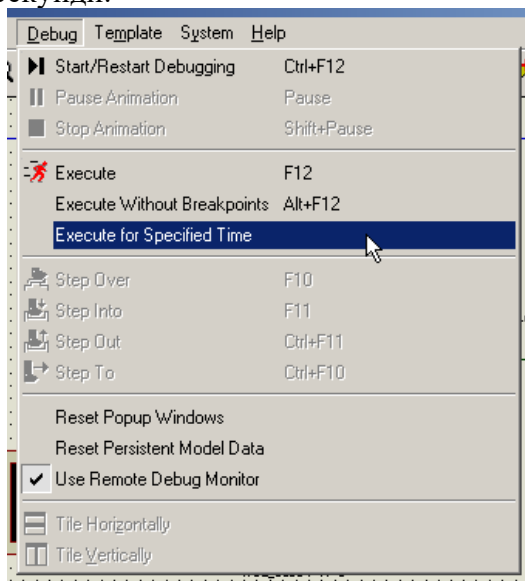 Debug Template System Help
Start/Restart Debugging Ctrl+F12
Pause Animation Pause
Stop Animation Shift+Pause
Execute F12
Execute Without Breakpoints Alt+F12
Execute for Specified Time
Step Over F10
Step Into F11
Step Out Ctrl+F11
Step To Ctrl+F10
Reset Popup Windows
Reset Persistent Model Data
Use Remote Debug Monitor
Tile Horizontally
Tile Vertically